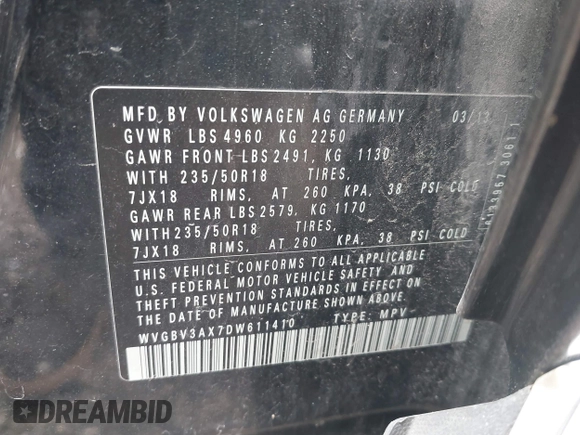 MFD BY VOLKSWAGEN AG GERMANY 03/13
GVWR LBS 4960 KG 2250
GAWR FRONT LBS 2491, KG 1130
WITH 235/50R18 TIRES,
7JX18 RIMS, AT 260 KPA, 38 PSI COLD
GAWR REAR LBS 2579, KG 1170
WITH 235/50R18 TIRES,
7JX18 RIMS, AT 260 KPA, 38 PSI COLD
THIS VEHICLE CONFORMS TO ALL APPLICABLE
U.S. FEDERAL MOTOR VEHICLE SAFETY AND
THEFT PREVENTION STANDARDS IN EFFECT ON
THE DATE OF MANUFACTURE SHOWN ABOVE.
WVGBV3AX7DW611410 TYPE: MPV
DREAMBID